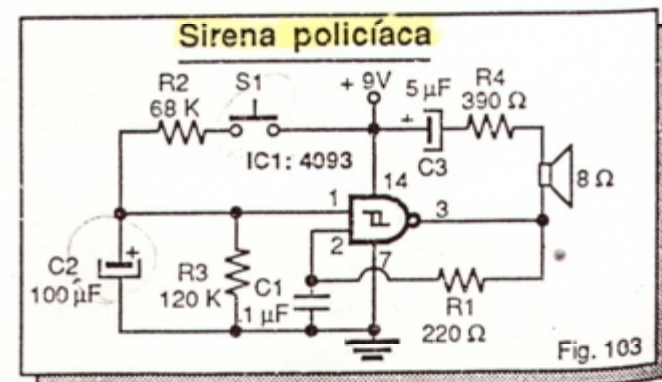 Sirena policíaca
R2
68 K
S1
+ 9V
5 µF
R4
390 Ω
+
C3
IC1: 4093
8 Ω
14
1
2
3
7
C2
+
100 µF
R3
120 K
C1
.1 µF
R1
220 Ω
Fig. 103